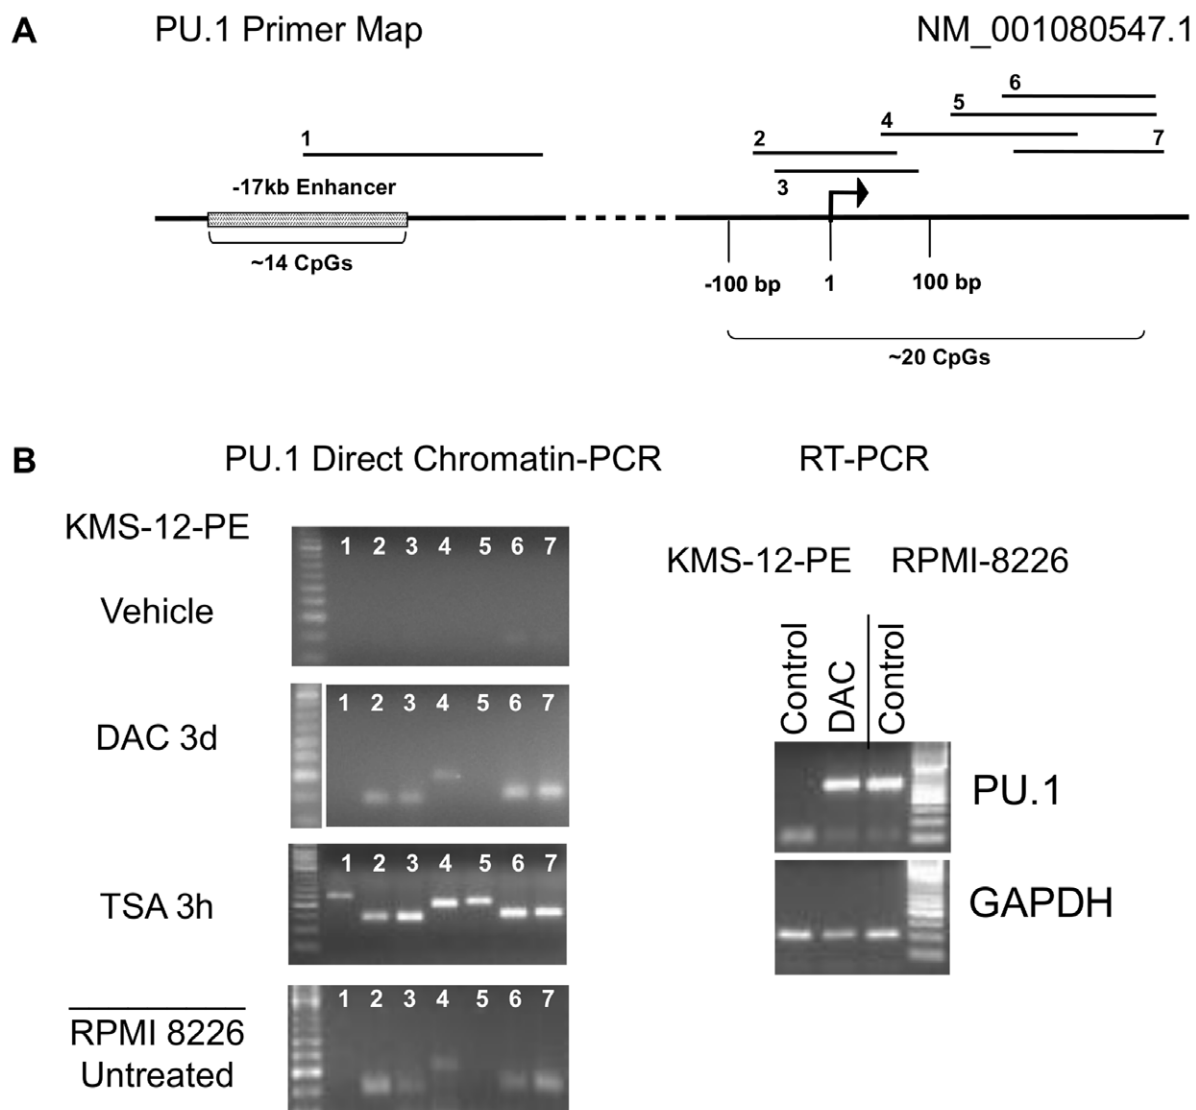 A PU.1 Primer Map NM_001080547.1
6
5
4
1 2 7
3
-17kb Enhancer
~14 CpGs
-100 bp 1 100 bp
~20 CpGs
B PU.1 Direct Chromatin-PCR RT-PCR
KMS-12-PE
1 2 3 4 5 6 7
Vehicle
DAC 3d
1 2 3 4 5 6 7
TSA 3h
1 2 3 4 5 6 7
RPMI 8226
Untreated
1 2 3 4 5 6 7
KMS-12-PE RPMI-8226
Control DAC Control
PU.1
GAPDH